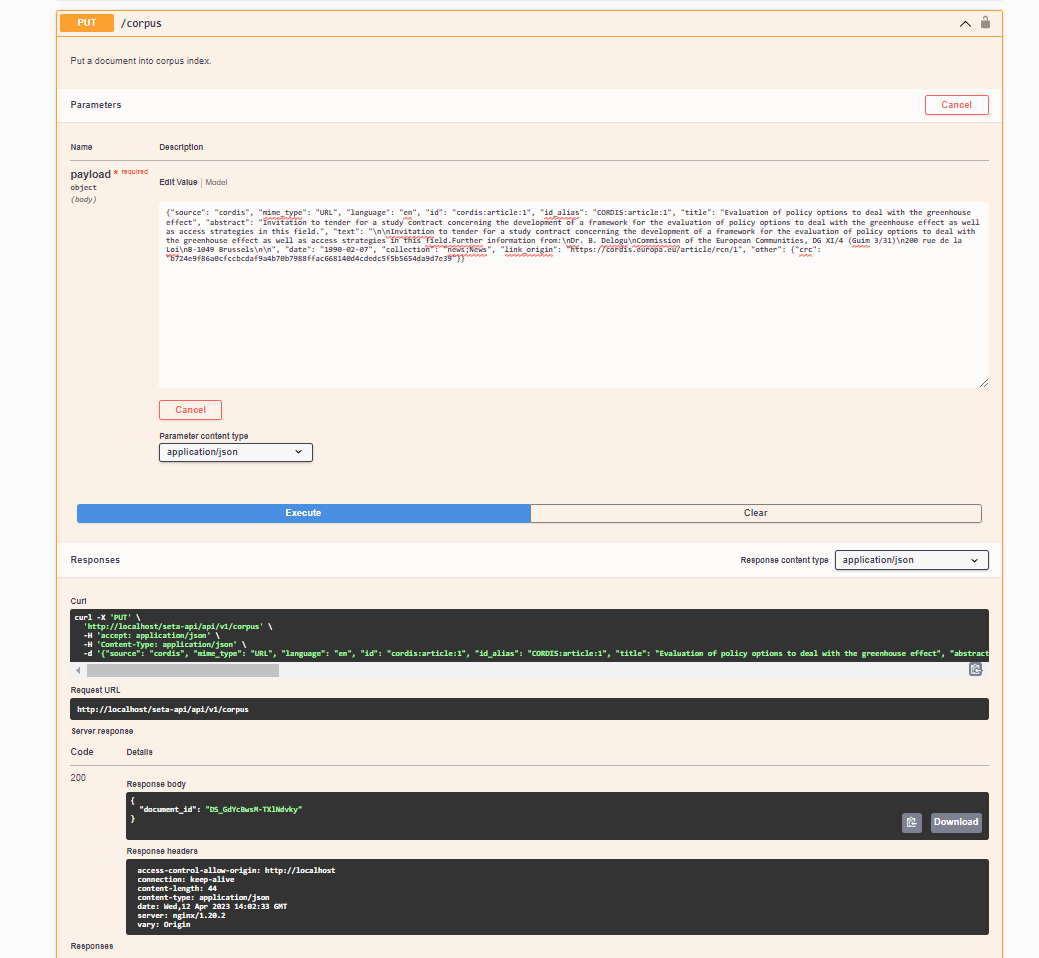 PUT /corpus
Put a document into corpus index.
Parameters
Cancel
Name Description
payload * required
object
(body)
Edit Value | Model
{"source": "cordis", "mime_type": "URL", "language": "en", "id": "cordis:article:1", "id_alias": "CORDIS:article:1", "title": "Evaluation of policy options to deal with the greenhouse
effect", "abstract": "Invitation to tender for a study contract concerning the development of a framework for the evaluation of policy options to deal with the greenhouse effect as well
as access strategies in this field.", "text": "\n\nInvitation to tender for a study contract concerning the development of a framework for the evaluation of policy options to deal with
the greenhouse effect as well as access strategies in this field.Further information from:\nDr. B. Delogu\nCommission of the European Communities, DG XI/4 (Guim 3/31)\n200 rue de la
Loi\nB-1049 Brussels\n\n", "date": "1990-02-07", "collection": "news;News", "link_origin": "https://cordis.europa.eu/article/rcn/1", "other": {"crc":
"b724e9f86a0cfccbcdaf9a4b70b7988ffac668140d4cdedc5f5b5654da9d7e39"}}
Cancel
Parameter content type
application/json
Execute Clear
Responses Response content type application/json
Curl
curl -X 'PUT' \
'http://localhost/seta-api/api/v1/corpus' \
-H 'accept: application/json' \
-H 'Content-Type: application/json' \
-d '{"source": "cordis", "mime_type": "URL", "language": "en", "id": "cordis:article:1", "id_alias": "CORDIS:article:1", "title": "Evaluation of policy options to deal with the greenhouse effect", "abstract
Request URL
http://localhost/seta-api/api/v1/corpus
Server response
Code Details
200
Response body
{
"document_id": "DS_GdYcBwsM-TXlNdvky"
}
Download
Response headers
access-control-allow-origin: http://localhost
connection: keep-alive
content-length: 44
content-type: application/json
date: Wed,12 Apr 2023 14:02:33 GMT
server: nginx/1.20.2
vary: Origin
Responses